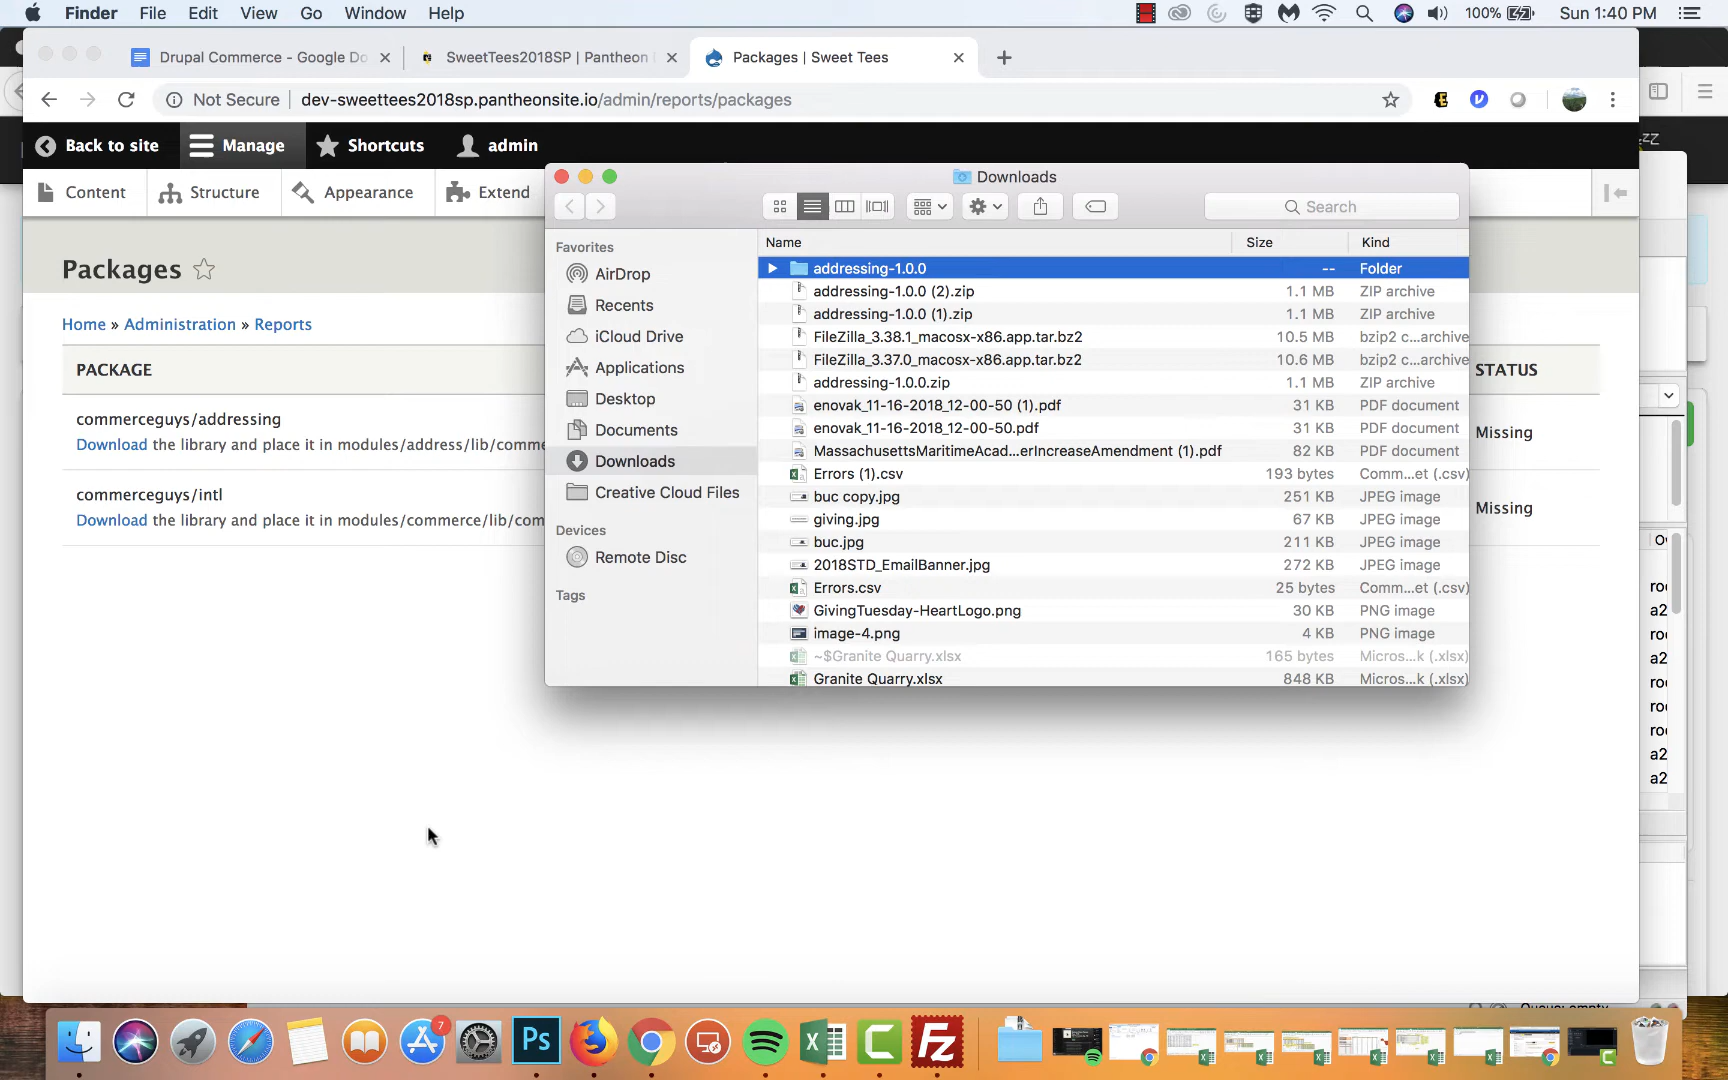 Finder File Edit View Go Window Help 100% Sun 1:40 PM
Drupal Commerce - Google Do SweetTees2018SP | Pantheon Packages | Sweet Tees
Not Secure dev-sweettees2018sp.pantheonsite.io/admin/reports/packages
Back to site Manage Shortcuts admin
Content Structure Appearance Extend
Downloads
Search
Packages
Home » Administration » Reports
PACKAGE
STATUS
commerceguys/addressing
Download the library and place it in modules/address/lib/comme
Missing
commerceguys/intl
Download the library and place it in modules/commerce/lib/com
Missing
Favorites
AirDrop
Recents
iCloud Drive
Applications
Desktop
Documents
Downloads
Creative Cloud Files
Devices
Remote Disc
Tags
Name Size Kind
addressing-1.0.0 -- Folder
addressing-1.0.0 (2).zip 1.1 MB ZIP archive
addressing-1.0.0 (1).zip 1.1 MB ZIP archive
FileZilla_3.38.1_macosx-x86.app.tar.bz2 10.5 MB bzip2 c...archive
FileZilla_3.37.0_macosx-x86.app.tar.bz2 10.6 MB bzip2 c...archive
addressing-1.0.0.zip 1.1 MB ZIP archive
enovak_11-16-2018_12-00-50 (1).pdf 31 KB PDF document
enovak_11-16-2018_12-00-50.pdf 31 KB PDF document
MassachusettsMaritimeAcad...erIncreaseAmendment (1).pdf 82 KB PDF document
Errors (1).csv 193 bytes Comm...et (.csv)
buc copy.jpg 251 KB JPEG image
giving.jpg 67 KB JPEG image
buc.jpg 211 KB JPEG image
2018STD_EmailBanner.jpg 272 KB JPEG image
Errors.csv 25 bytes Comm...et (.csv)
GivingTuesday-HeartLogo.png 30 KB PNG image
image-4.png 4 KB PNG image
~$Granite Quarry.xlsx 165 bytes Micros...k (.xlsx)
Granite Quarry.xlsx 848 KB Micros...k (.xlsx)
ro
a2
ro
a2
ro
ro
ro
a2
a2
7
Ps